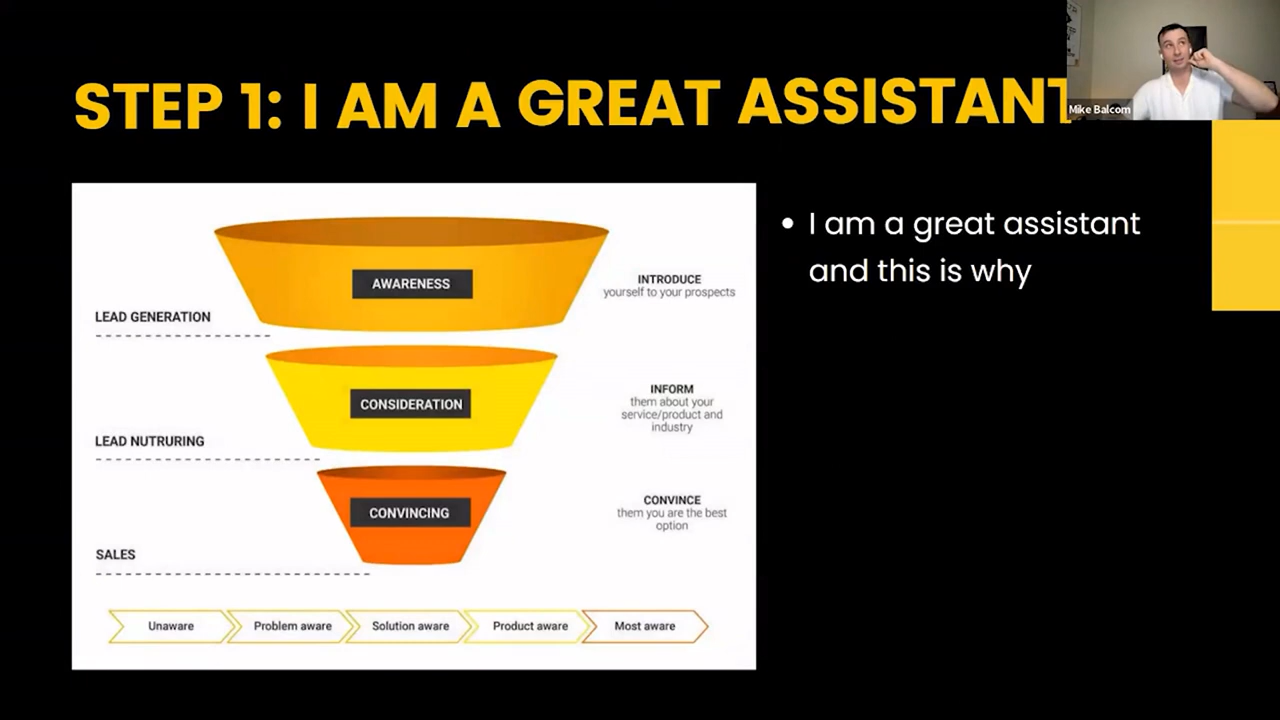 STEP 1: I AM A GREAT ASSISTANT
Mike Balcom
I am a great assistant
and this is why
AWARENESS
INTRODUCE
yourself to your prospects
LEAD GENERATION
CONSIDERATION
INFORM
them about your
service/product and
industry
LEAD NUTRURING
CONVINCING
CONVINCE
them you are the best
option
SALES
Unaware
Problem aware
Solution aware
Product aware
Most aware